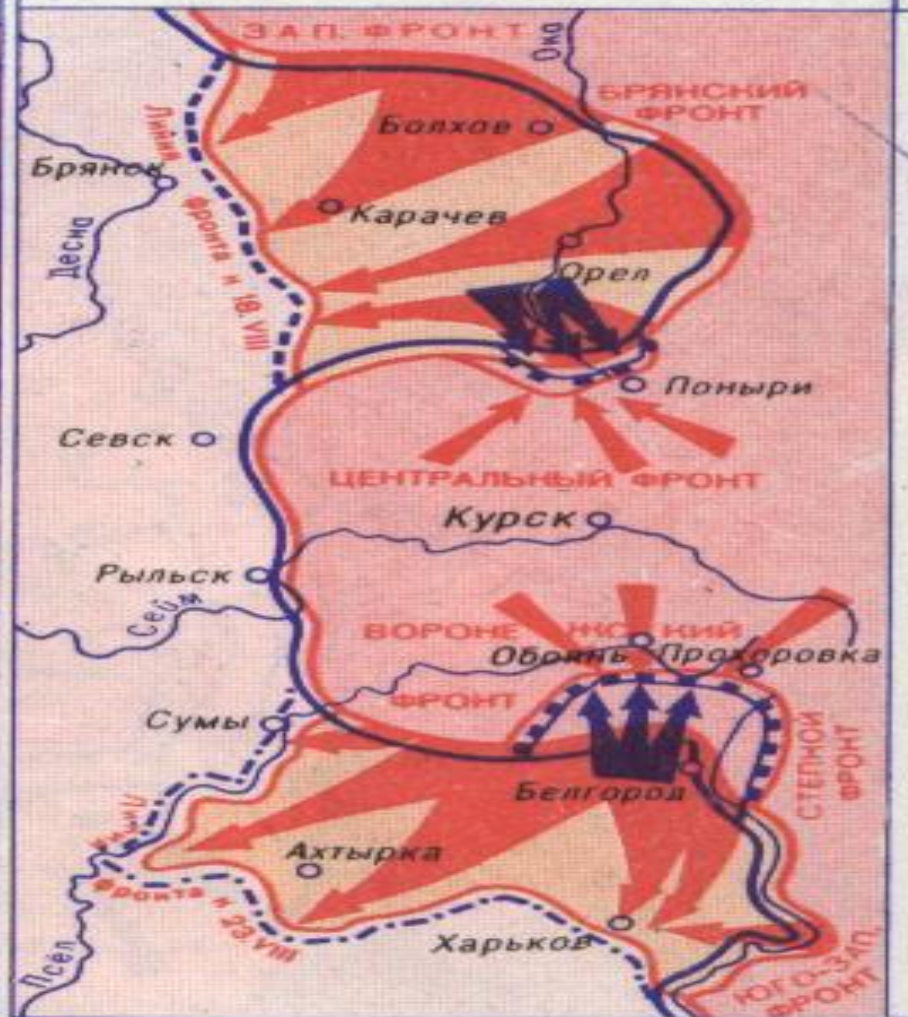 ЗАП. ФРОНТ
Ока
БРЯНСКИЙ
ФРОНТ
Болхов
Линия фронта к 18.VIII
Брянск
Карачев
Десна
Орел
Поныри
Севск
ЦЕНТРАЛЬНЫЙ ФРОНТ
Курск
Рыльск
Сейм
ВОРОНЕЖСКИЙ
Обоянь
Прохоровка
ФРОНТ
Сумы
СТЕПНОЙ
ФРОНТ
Белгород
Линия
фронта к 23.VIII
Ахтырка
Харьков
Псёл
ЮГО-ЗАП.
ФРОНТ